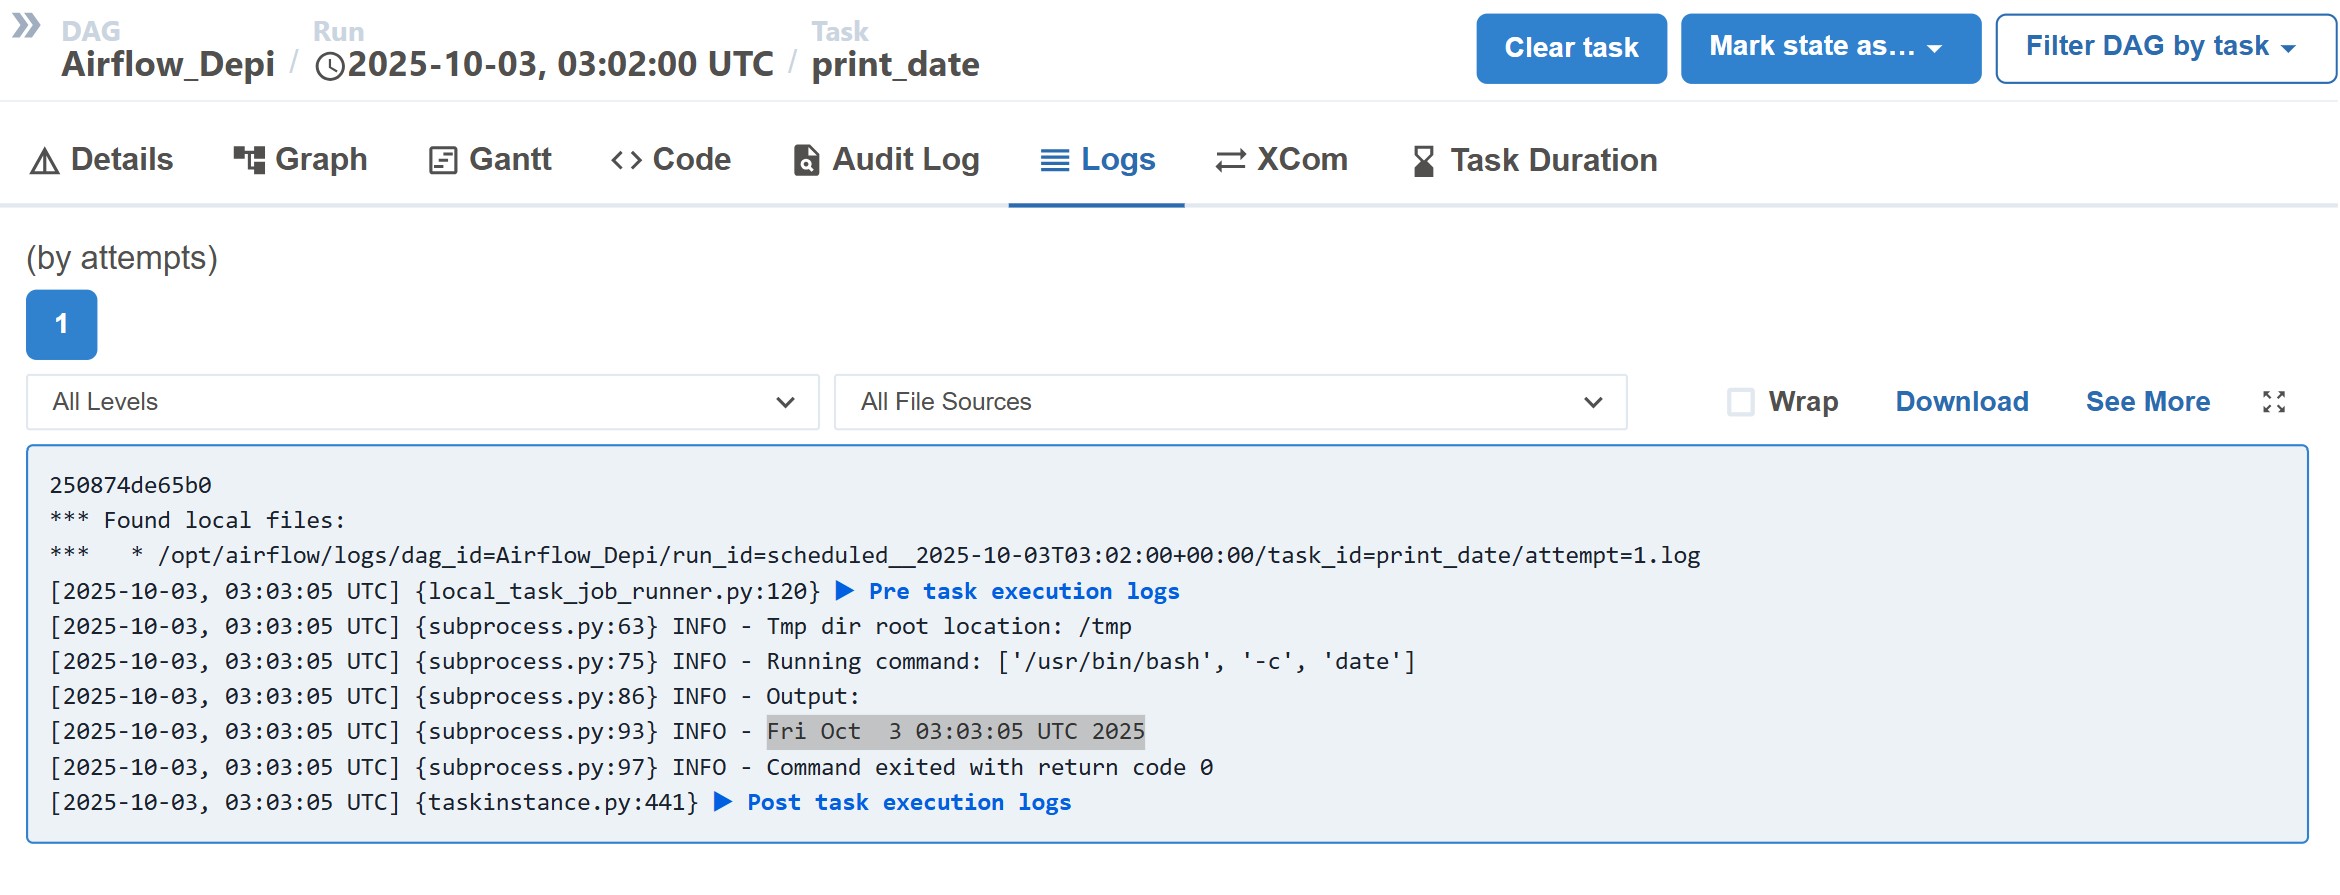 DAG
Airflow_Depi
/
Run
2025-10-03, 03:02:00 UTC
/
Task
print_date
Clear task
Mark state as…
Filter DAG by task
Details
Graph
Gantt
Code
Audit Log
Logs
XCom
Task Duration
(by attempts)
1
All Levels
All File Sources
Wrap
Download
See More
250874de65b0
*** Found local files:
***   * /opt/airflow/logs/dag_id=Airflow_Depi/run_id=scheduled__2025-10-03T03:02:00+00:00/task_id=print_date/attempt=1.log
[2025-10-03, 03:03:05 UTC] {local_task_job_runner.py:120} ▶ Pre task execution logs
[2025-10-03, 03:03:05 UTC] {subprocess.py:63} INFO - Tmp dir root location: /tmp
[2025-10-03, 03:03:05 UTC] {subprocess.py:75} INFO - Running command: ['/usr/bin/bash', '-c', 'date']
[2025-10-03, 03:03:05 UTC] {subprocess.py:86} INFO - Output:
[2025-10-03, 03:03:05 UTC] {subprocess.py:93} INFO - Fri Oct  3 03:03:05 UTC 2025
[2025-10-03, 03:03:05 UTC] {subprocess.py:97} INFO - Command exited with return code 0
[2025-10-03, 03:03:05 UTC] {taskinstance.py:441} ▶ Post task execution logs